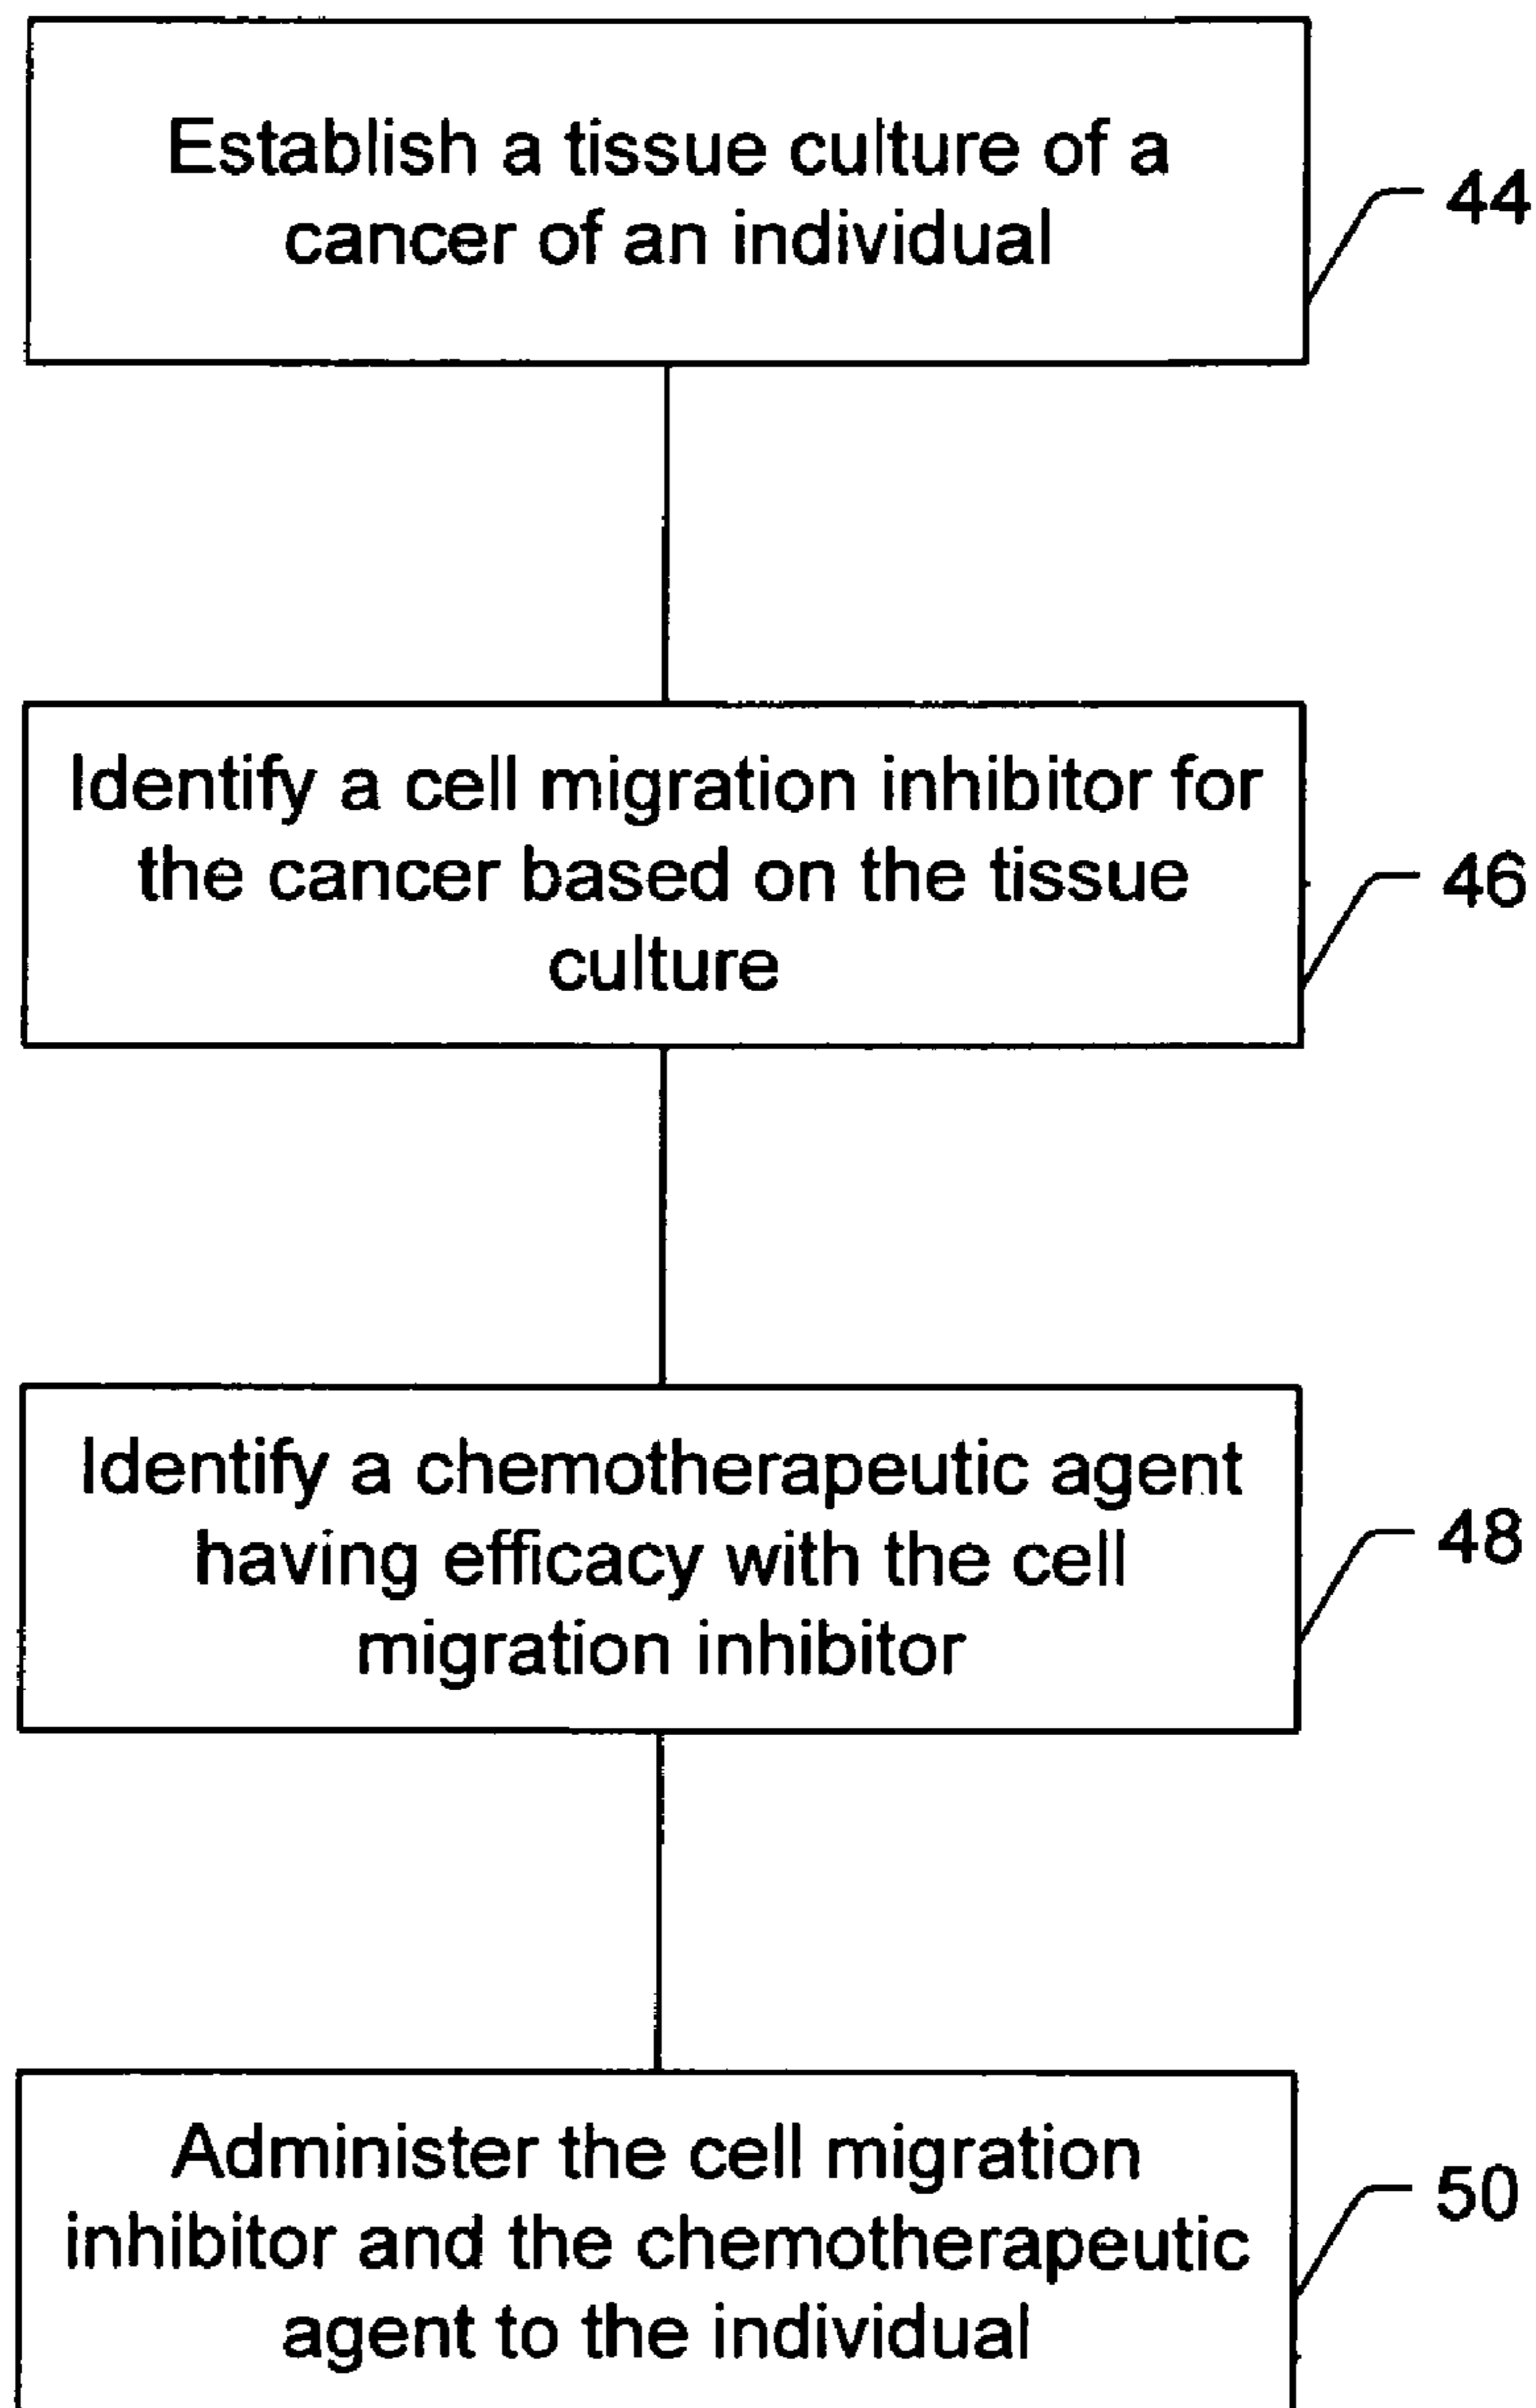 Establish a tissue culture of a
cancer of an individual
44
Identify a cell migration inhibitor for
the cancer based on the tissue
culture
46
Identify a chemotherapeutic agent
having efficacy with the cell
migration inhibitor
48
Administer the cell migration
inhibitor and the chemotherapeutic
agent to the individual
50